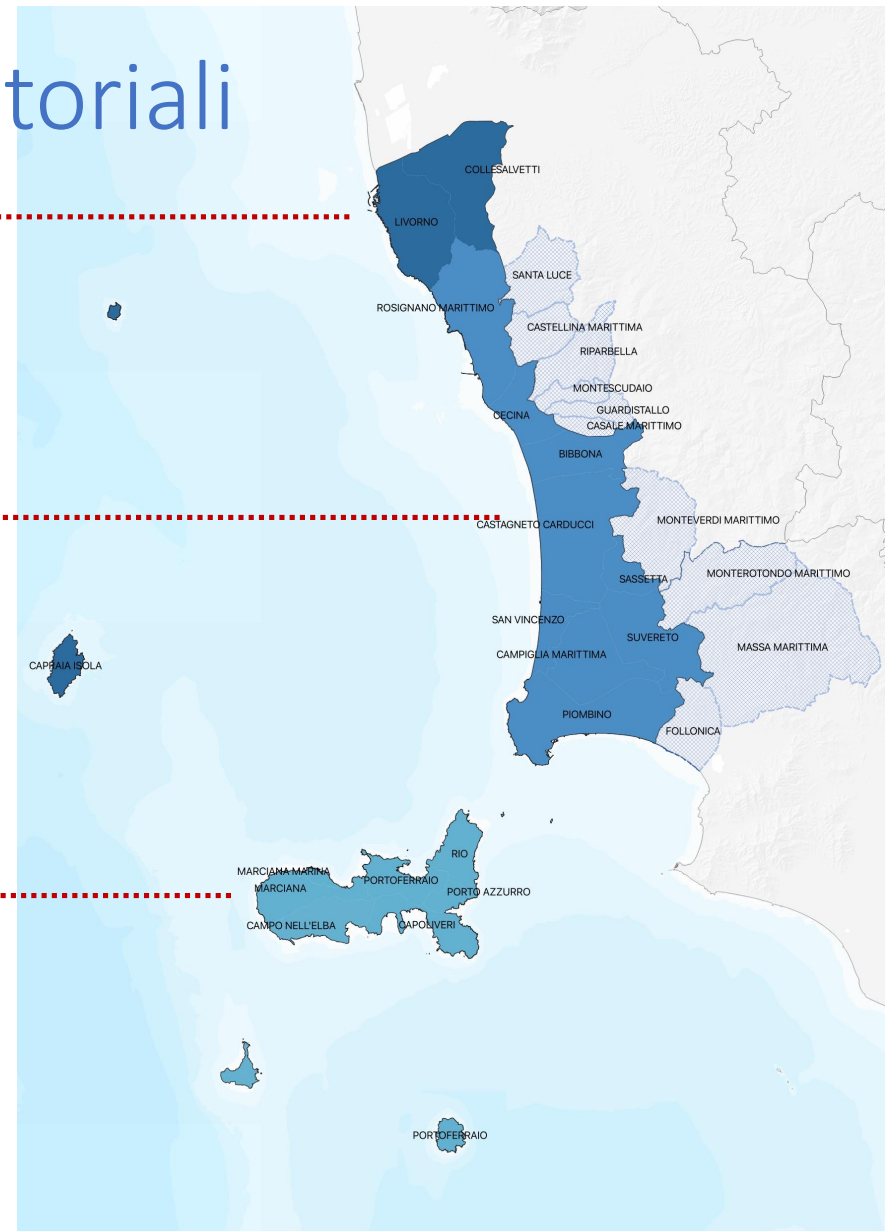 toriali
COLLESALVETTI
LIVORNO
SANTA LUCE
ROSIGNANO MARITTIMO
CASTELLINA MARITTIMA
RIPARBELLA
MONTESCUDAIO
GUARDISTALLO
CECINA
CASALE MARITTIMO
BIBBONA
MONTEVERDI MARITTIMO
CASTAGNETO CARDUCCI
MONTEROTONDO MARITTIMO
SASSETTA
SAN VINCENZO
SUVERETO
MASSA MARITTIMA
CAMPIGLIA MARITTIMA
CAPRAIA ISOLA
PIOMBINO
FOLLONICA
RIO
MARCIANA MARINA
PORTOFERRAIO
MARCIANA
PORTO AZZURRO
CAMPO NELL'ELBA
CAPOLIVERI
PORTOFERRAIO